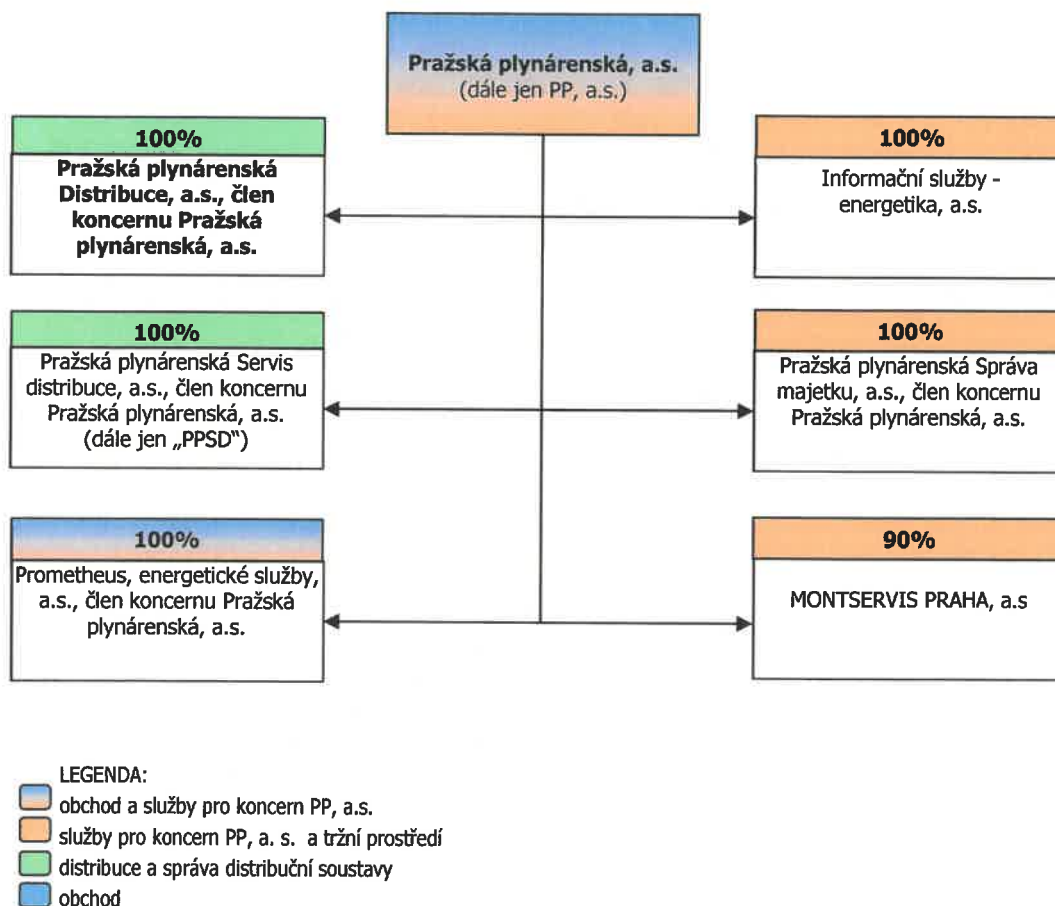 Pražská plynárenská, a.s.
(dále jen PP, a.s.)
100%
Pražská plynárenská
Distribuce, a.s., člen
koncernu Pražská
plynárenská, a.s.
100%
Informační služby -
energetika, a.s.
100%
Pražská plynárenská Servis
distribuce, a.s., člen koncernu
Pražská plynárenská, a.s.
(dále jen „PPSD“)
100%
Pražská plynárenská Správa
majetku, a.s., člen koncernu
Pražská plynárenská, a.s.
100%
Prometheus, energetické služby,
a.s., člen koncernu Pražská
plynárenská, a.s.
90%
MONTSERVIS PRAHA, a.s
LEGENDA:
obchod a služby pro koncern PP, a.s.
služby pro koncern PP, a. s. a tržní prostředí
distribuce a správa distribuční soustavy
obchod